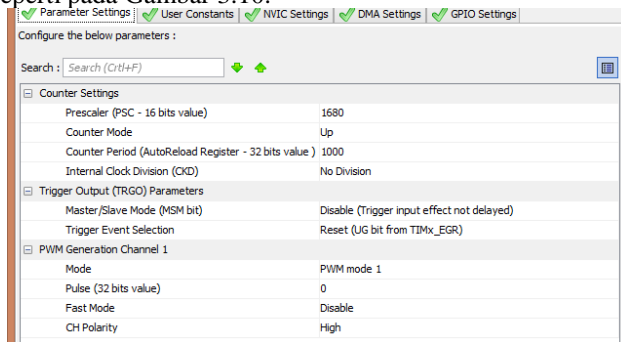 eperti pada Gambar 3.10.
Parameter Settings User Constants NVIC Settings DMA Settings GPIO Settings
Configure the below parameters :
Search : Search (Crtl+F)
Counter Settings
Prescaler (PSC - 16 bits value) 1680
Counter Mode Up
Counter Period (AutoReload Register - 32 bits value ) 1000
Internal Clock Division (CKD) No Division
Trigger Output (TRGO) Parameters
Master/Slave Mode (MSM bit) Disable (Trigger input effect not delayed)
Trigger Event Selection Reset (UG bit from TIMx_EGR)
PWM Generation Channel 1
Mode PWM mode 1
Pulse (32 bits value) 0
Fast Mode Disable
CH Polarity High